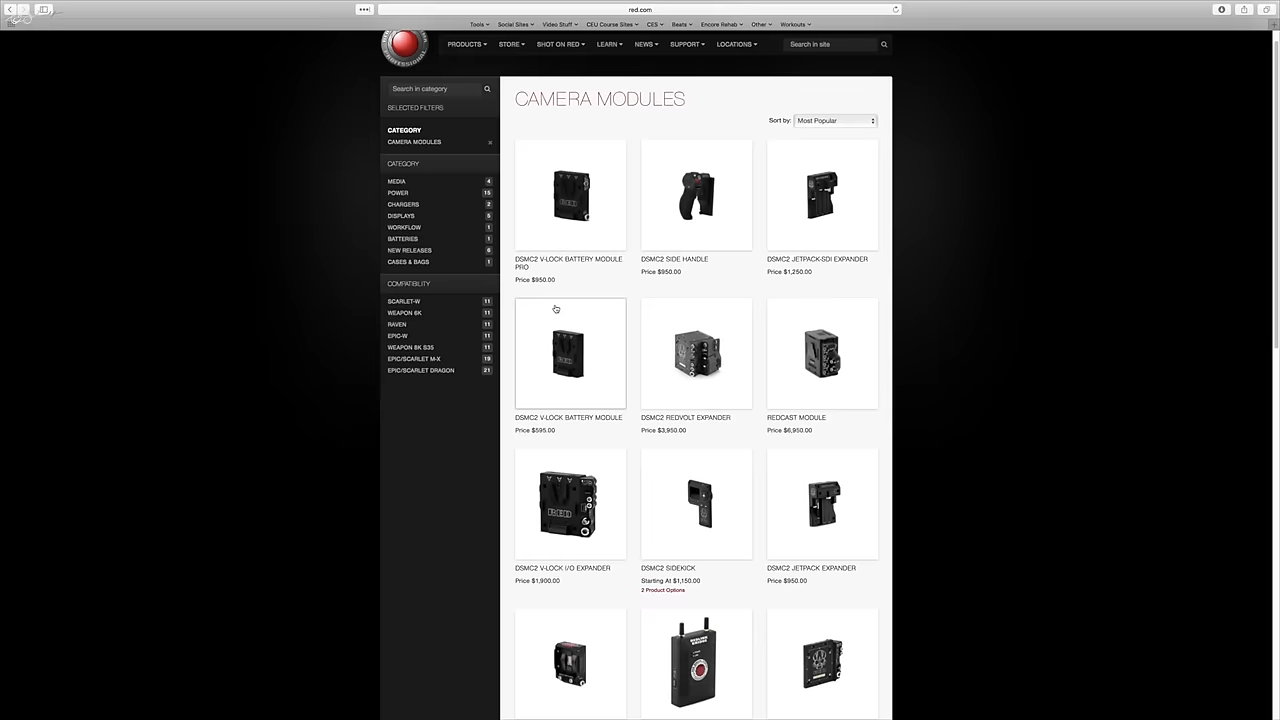 red.com
Tools Social Sites Video Stuff CEU Course Sites CES Beats Encore Rehab Other Workouts
PRODUCTS STORE SHOT ON RED LEARN NEWS SUPPORT LOCATIONS Search in site
Search in category
SELECTED FILTERS
CATEGORY
CAMERA MODULES ×
CATEGORY
MEDIA 4
POWER 15
CHARGERS 2
DISPLAYS 5
WORKFLOW 1
BATTERIES 1
NEW RELEASES 6
CASES & BAGS 1
COMPATIBILITY
SCARLET-W 11
WEAPON 6K 11
RAVEN 11
EPIC-W 11
WEAPON 8K S35 11
EPIC/SCARLET M-X 19
EPIC/SCARLET DRAGON 21
CAMERA MODULES
Sort by: Most Popular
DSMC2 V-LOCK BATTERY MODULE
PRO
Price $950.00
DSMC2 SIDE HANDLE
Price $950.00
DSMC2 JETPACK-SDI EXPANDER
Price $1,250.00
RED
DSMC2 V-LOCK BATTERY MODULE
Price $595.00
DSMC2 REDVOLT EXPANDER
Price $3,950.00
REDCAST MODULE
Price $6,950.00
RED
DSMC2 V-LOCK I/O EXPANDER
Price $1,900.00
DSMC2 SIDEKICK
Starting At $1,150.00
2 Product Options
DSMC2 JETPACK EXPANDER
Price $950.00